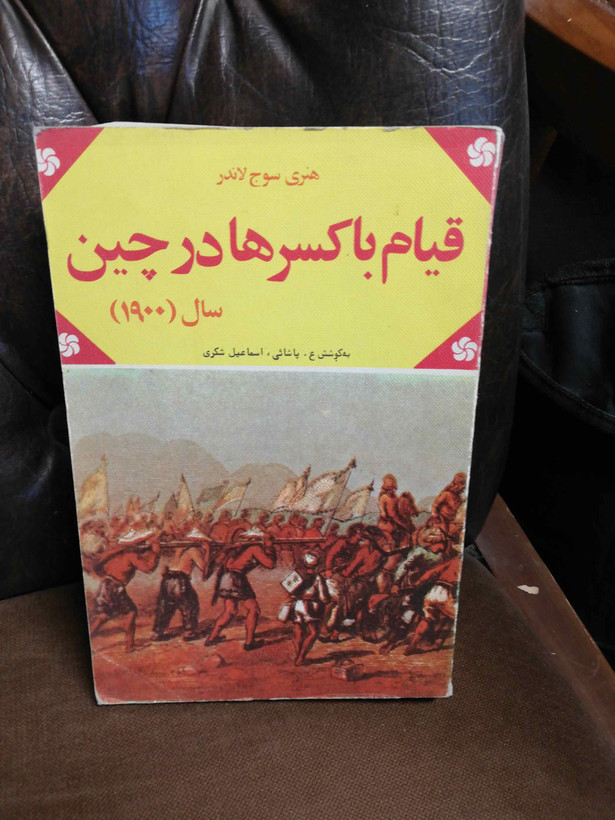 هنری سوج لاندر
قیام باکسرها در چین
سال (۱۹۰۰)
به کوشش ع. پاشائی، اسماعیل شکری